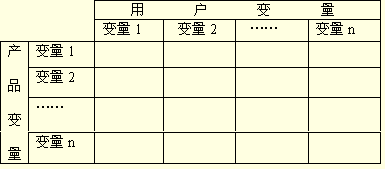 用 户 变 量
变量 1 变量 2 …… 变量 n
产 品 变 量
变量 1
变量 2
……
变量 n